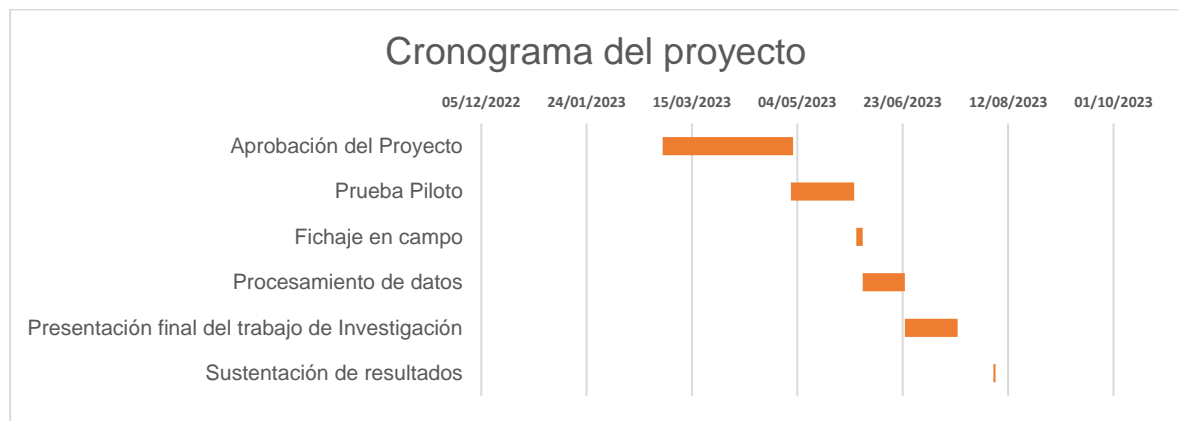 Cronograma del proyecto
05/12/2022 24/01/2023 15/03/2023 04/05/2023 23/06/2023 12/08/2023 01/10/2023
Aprobación del Proyecto
Prueba Piloto
Fichaje en campo
Procesamiento de datos
Presentación final del trabajo de Investigación
Sustentación de resultados